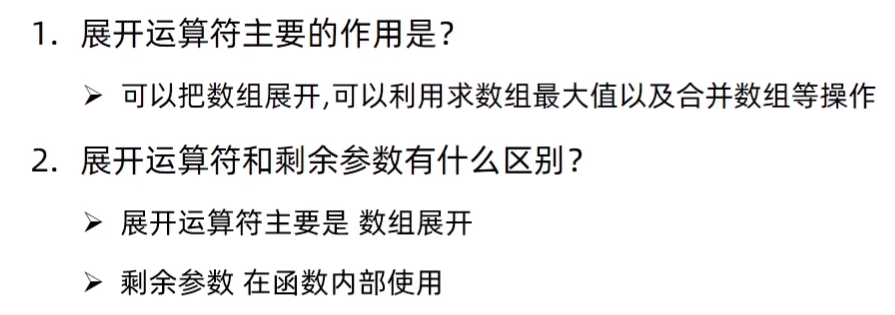 1. 展开运算符主要的作用是？
➢ 可以把数组展开,可以利用求数组最大值以及合并数组等操作
2. 展开运算符和剩余参数有什么区别？
➢ 展开运算符主要是 数组展开
➢ 剩余参数 在函数内部使用